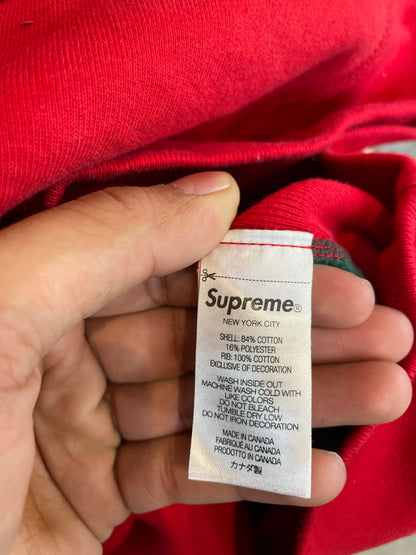 Supreme®
NEW YORK CITY
SHELL: 84% COTTON
16% POLYESTER
RIB: 100% COTTON
EXCLUSIVE OF DECORATION
WASH INSIDE OUT
MACHINE WASH COLD WITH
LIKE COLORS
DO NOT BLEACH
TUMBLE DRY LOW
DO NOT IRON DECORATION
MADE IN CANADA
FABRIQUÉ AU CANADA
PRODOTTO IN CANADA
カナダ製